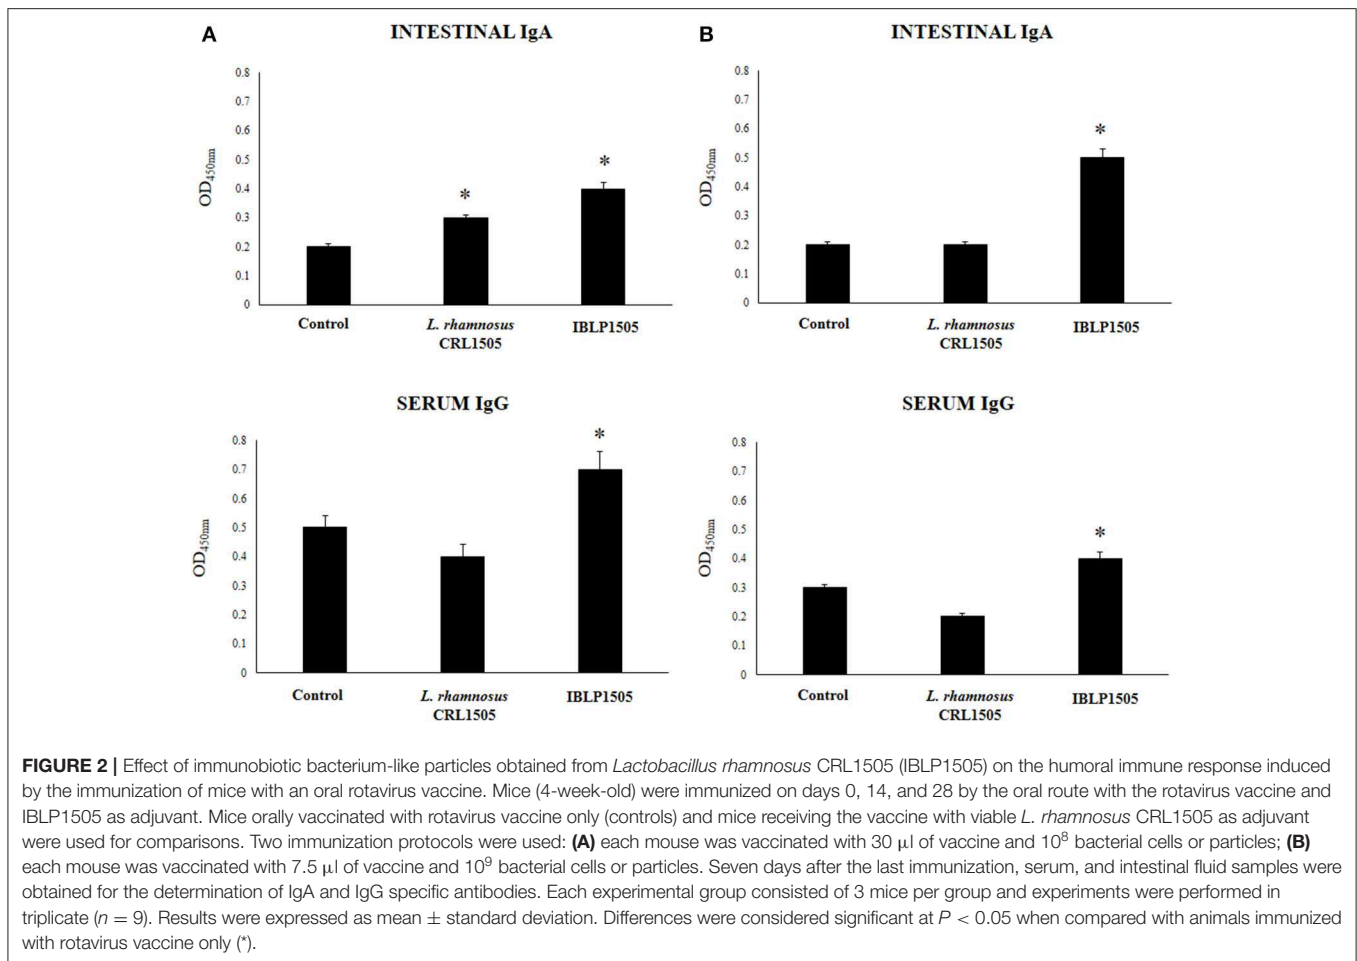 A
INTESTINAL IgA
0.8
0.7
0.6
0.5
0.4
0.3
0.2
0.1
0
OD450nm
*
*
Control
L. rhamnosus
CRL1505
IBLP1505
B
INTESTINAL IgA
0.8
0.7
0.6
0.5
0.4
0.3
0.2
0.1
0
OD450nm
*
Control
L. rhamnosus
CRL1505
IBLP1505
SERUM IgG
0.8
0.7
0.6
0.5
0.4
0.3
0.2
0.1
0
OD450nm
*
Control
L. rhamnosus
CRL1505
IBLP1505
SERUM IgG
0.8
0.7
0.6
0.5
0.4
0.3
0.2
0.1
0
OD450nm
*
Control
L. rhamnosus
CRL1505
IBLP1505
FIGURE 2 | Effect of immunobiotic bacterium-like particles obtained from Lactobacillus rhamnosus CRL1505 (IBLP1505) on the humoral immune response induced
by the immunization of mice with an oral rotavirus vaccine. Mice (4-week-old) were immunized on days 0, 14, and 28 by the oral route with the rotavirus vaccine and
IBLP1505 as adjuvant. Mice orally vaccinated with rotavirus vaccine only (controls) and mice receiving the vaccine with viable L. rhamnosus CRL1505 as adjuvant
were used for comparisons. Two immunization protocols were used: (A) each mouse was vaccinated with 30 μl of vaccine and 10⁸ bacterial cells or particles; (B)
each mouse was vaccinated with 7.5 μl of vaccine and 10⁹ bacterial cells or particles. Seven days after the last immunization, serum, and intestinal fluid samples were
obtained for the determination of IgA and IgG specific antibodies. Each experimental group consisted of 3 mice per group and experiments were performed in
triplicate (n = 9). Results were expressed as mean ± standard deviation. Differences were considered significant at P < 0.05 when compared with animals immunized
with rotavirus vaccine only (*).